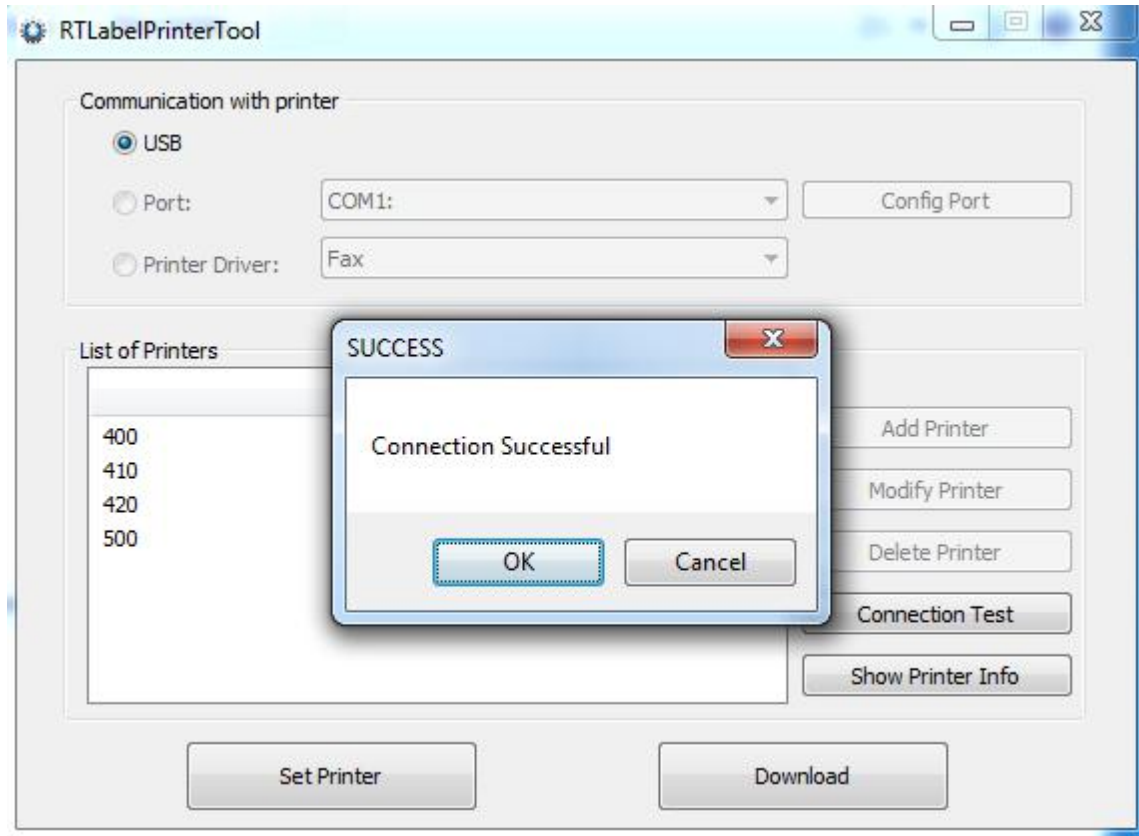 RTLabelPrinterTool
Communication with printer
USB
Port: COM1: Config Port
Printer Driver: Fax
List of Printers
SUCCESS
Connection Successful
OK Cancel
400
410
420
500
Add Printer
Modify Printer
Delete Printer
Connection Test
Show Printer Info
Set Printer Download